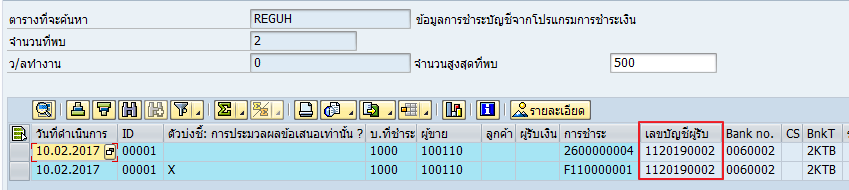 ตารางที่จะค้นหา REGUH ข้อมูลการชำระบัญชีจากโปรแกรมการชำระเงิน
จำนวนที่พบ 2
ว/ลทำงาน 0 จำนวนสูงสุดที่พบ 500
รายละเอียด
วันที่ดำเนินการ ID ตัวบ่งชี้: การประมวลผลข้อเสนอเท่านั้น ? บ.ที่ชำระ ผู้ขาย ลูกค้า ผู้รับเงิน การชำระ เลขบัญชีผู้รับ Bank no. CS BnkT
10.02.2017 00001 1000 100110 2600000004 1120190002 0060002 2KTB
10.02.2017 00001 X 1000 100110 F110000001 1120190002 0060002 2KTB